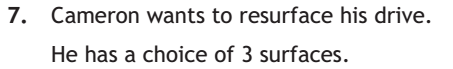 7. Cameron wants to resurface his drive.
He has a choice of 3 surfaces.